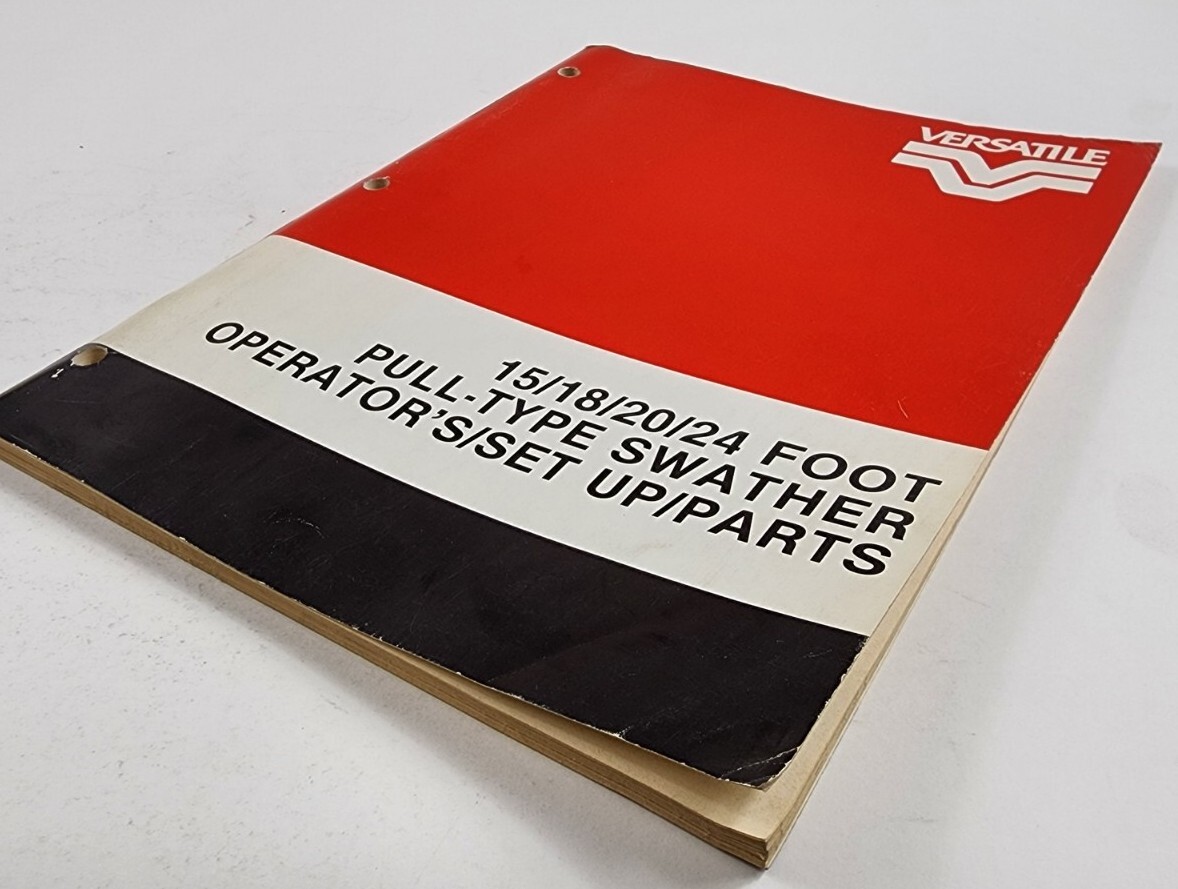 VERSATILE
15/18/20/24 FOOT
PULL-TYPE SWATHER
OPERATOR'S/SET UP/PARTS